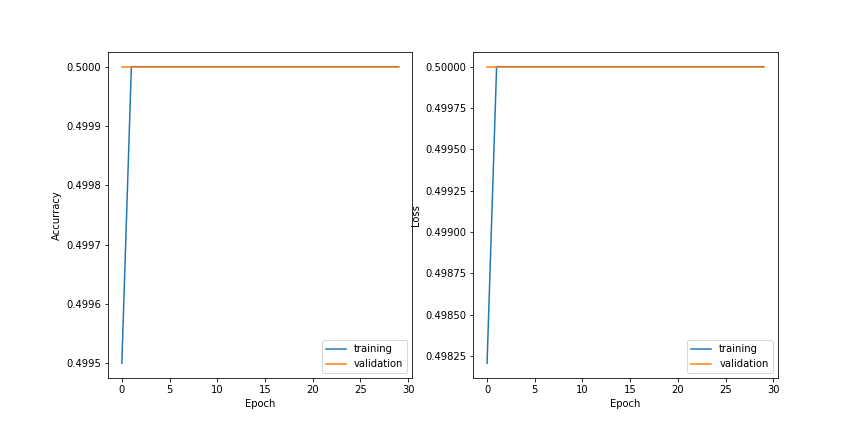 0.5000
0.4999
0.4998
0.4997
0.4996
0.4995
Accurracy
0 5 10 15 20 25 30
Epoch
training
validation
0.50000
0.49975
0.49950
0.49925
0.49900
0.49875
0.49850
0.49825
Loss
0 5 10 15 20 25 30
Epoch
training
validation